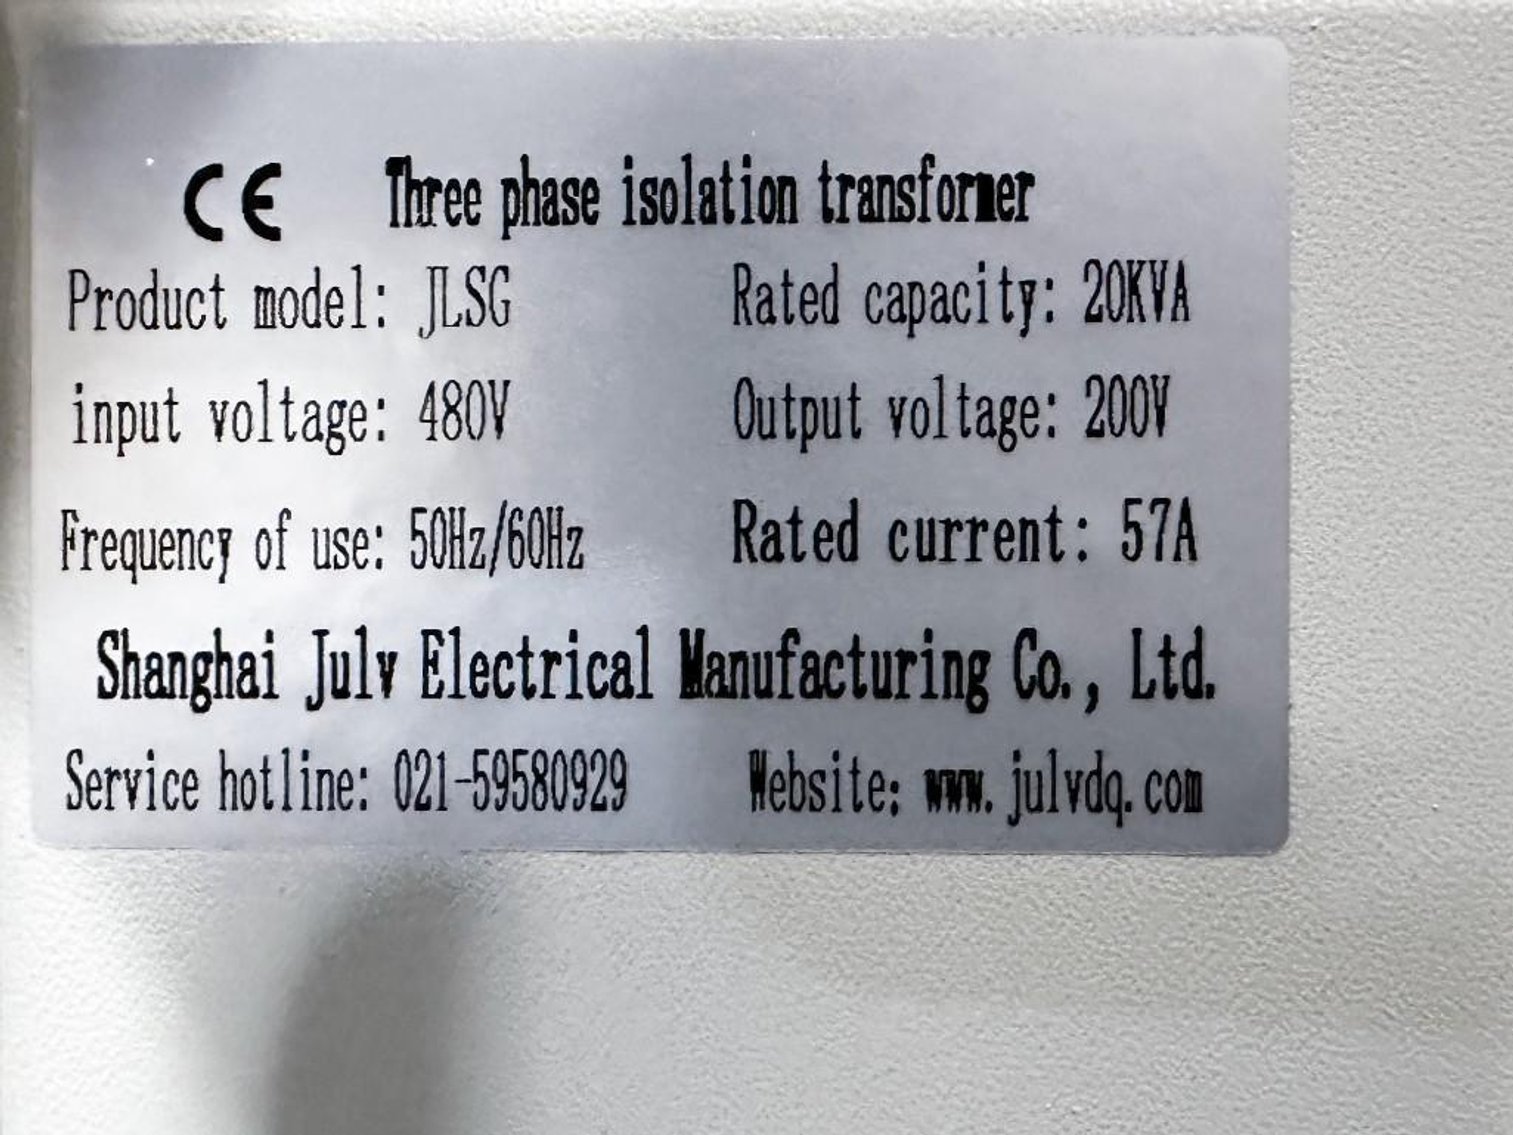 CE Three phase isolation transformer
Product model: JLSG Rated capacity: 20KVA
input voltage: 480V Output voltage: 200V
Frequency of use: 50Hz/60Hz Rated current: 57A
Shanghai Julv Electrical Manufacturing Co., Ltd.
Service hotline: 021-59580929 Website: www.julvdq.com